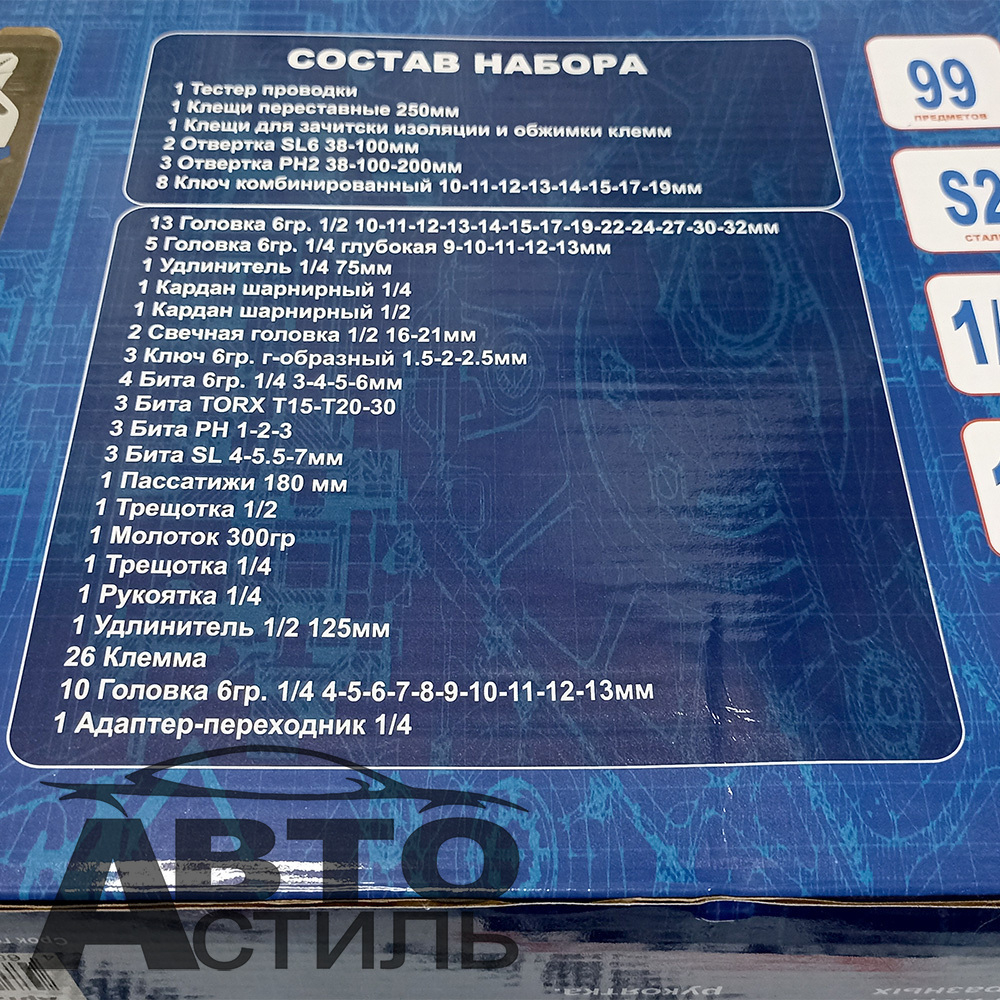 СОСТАВ НАБОРА
1 Тестер проводки
1 Клещи переставные 250мм
1 Клещи для зачитски изоляции и обжимки клемм
2 Отвертка SL6 38-100мм
3 Отвертка PH2 38-100-200мм
8 Ключ комбинированный 10-11-12-13-14-15-17-19мм
13 Головка 6гр. 1/2 10-11-12-13-14-15-17-19-22-24-27-30-32мм
5 Головка 6гр. 1/4 глубокая 9-10-11-12-13мм
1 Удлинитель 1/4 75мм
1 Кардан шарнирный 1/4
1 Кардан шарнирный 1/2
2 Свечная головка 1/2 16-21мм
3 Ключ 6гр. г-образный 1.5-2-2.5мм
4 Бита 6гр. 1/4 3-4-5-6мм
3 Бита TORX T15-T20-30
3 Бита PH 1-2-3
3 Бита SL 4-5.5-7мм
1 Пассатижи 180 мм
1 Трещотка 1/2
1 Молоток 300гр
1 Трещотка 1/4
1 Рукоятка 1/4
1 Удлинитель 1/2 125мм
26 Клемма
10 Головка 6гр. 1/4 4-5-6-7-8-9-10-11-12-13мм
1 Адаптер-переходник 1/4
99
ПРЕДМЕТОВ
S2
СТАЛ
1/
1
АВТО
СТИЛЬ
Срок
рукоятка.